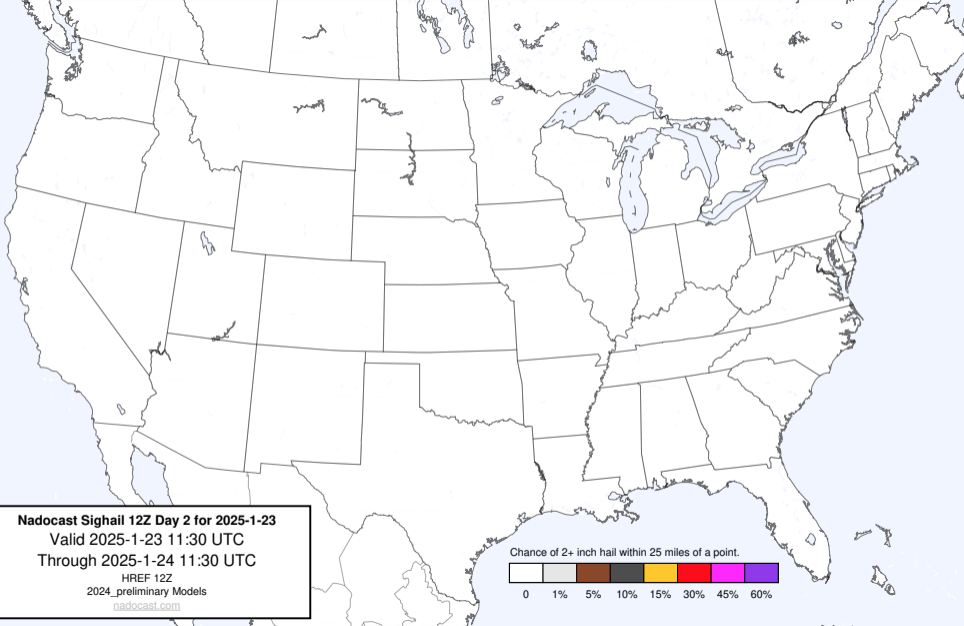 Nadocast Sighail 12Z Day 2 for 2025-1-23
Valid 2025-1-23 11:30 UTC
Through 2025-1-24 11:30 UTC
HREF 12Z
2024_preliminary Models
nadocast.com
Chance of 2+ inch hail within 25 miles of a point.
0 1% 5% 10% 15% 30% 45% 60%